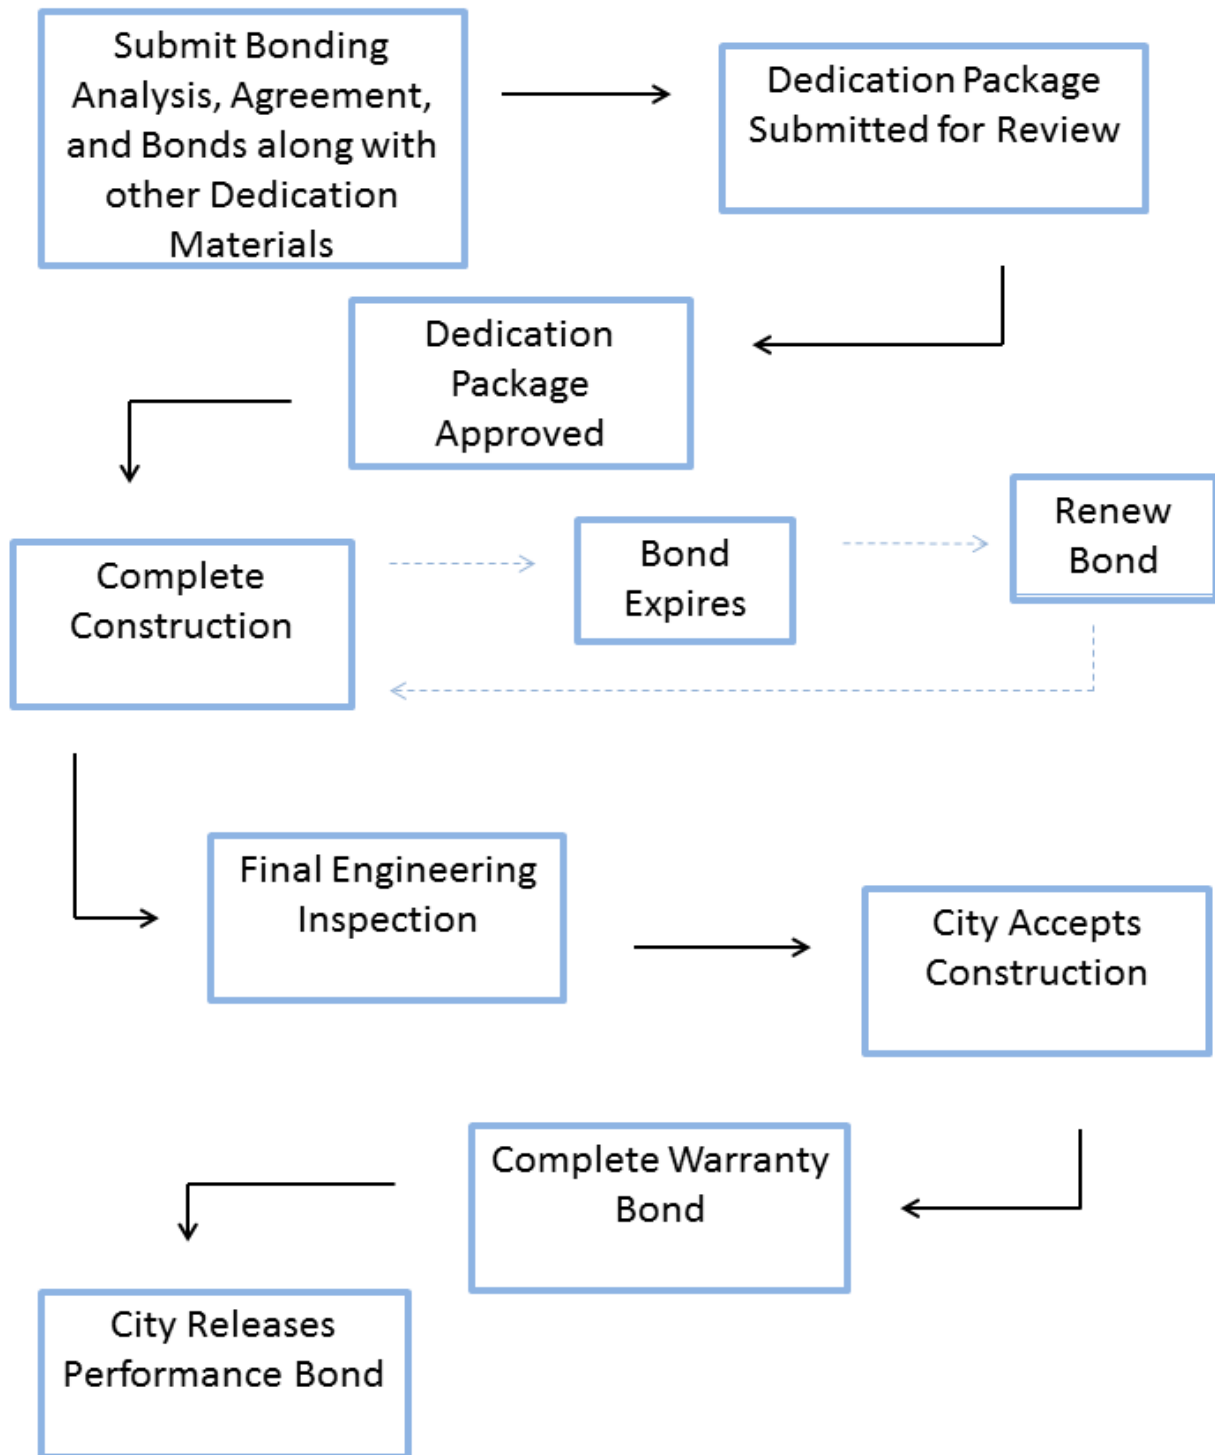 Submit Bonding
Analysis, Agreement,
and Bonds along with
other Dedication
Materials
Dedication Package
Submitted for Review
Dedication
Package
Approved
Complete
Construction
Bond
Expires
Renew
Bond
Final Engineering
Inspection
City Accepts
Construction
Complete Warranty
Bond
City Releases
Performance Bond